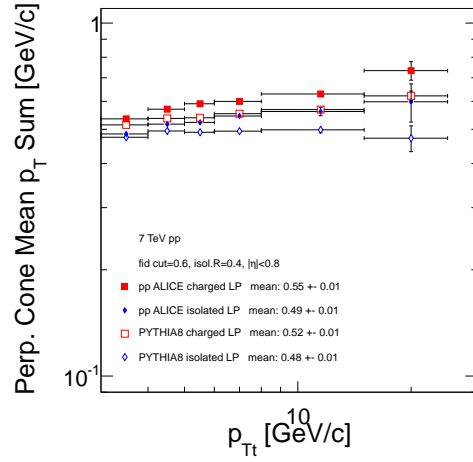 Perp. Cone Mean p_T Sum [GeV/c]
1
10^-1
7 TeV pp
fid cut=0.6, isol.R=0.4, |η|<0.8
pp ALICE charged LP mean: 0.55 +- 0.01
pp ALICE isolated LP mean: 0.49 +- 0.01
PYTHIA8 charged LP mean: 0.52 +- 0.01
PYTHIA8 isolated LP mean: 0.48 +- 0.01
10
p_Tt [GeV/c]